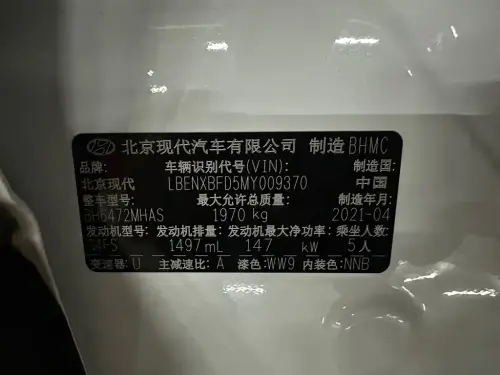 北京现代汽车有限公司 制造 BHMC
品牌: 车辆识别代号(VIN): 制造国:
北京现代 LBENXBFD5MY009370 中国
整车型号: 最大允许总质量: 制造年月:
BH6472MHAS 1970 kg 2021-04
发动机型号: 发动机排量: 发动机最大净功率: 乘坐人数:
G4FS 1497mL 147 kW 5人
变速器: U 主减速比: A 漆色: WW9 内装色: NNB